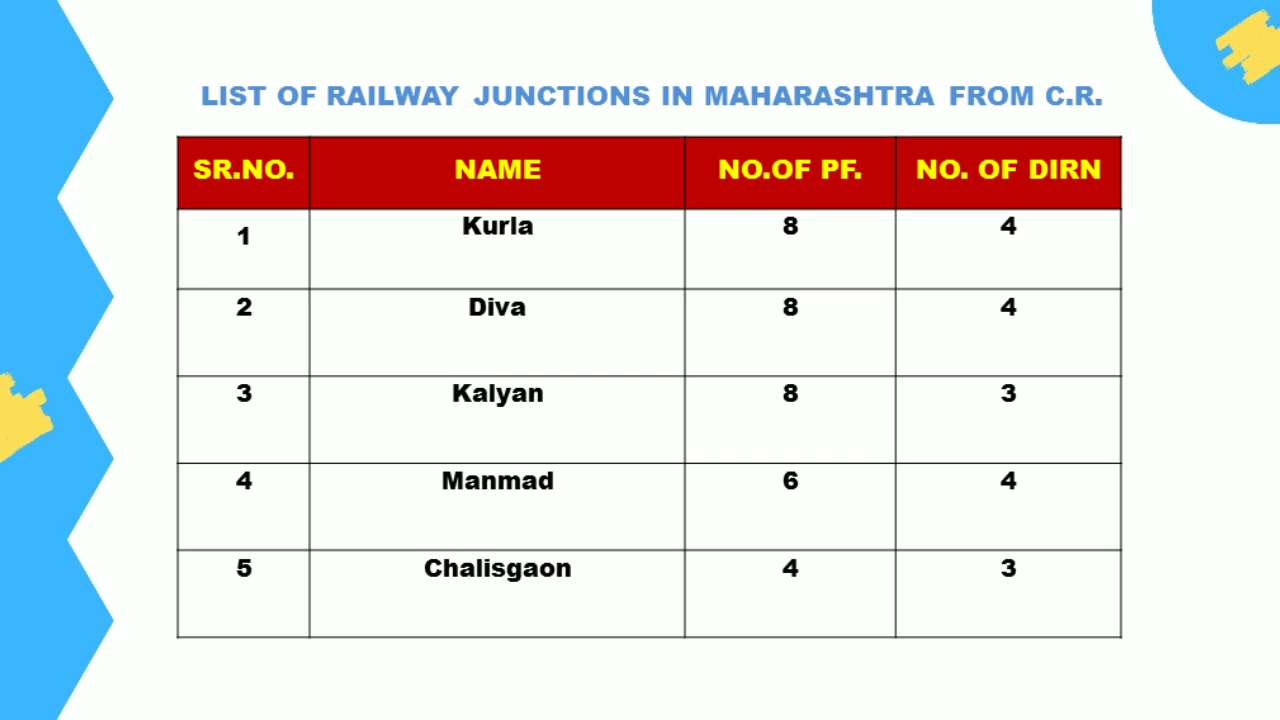 LIST OF RAILWAY JUNCTIONS IN MAHARASHTRA FROM C.R.
SR.NO. NAME NO.OF PF. NO. OF DIRN
1 Kurla 8 4
2 Diva 8 4
3 Kalyan 8 3
4 Manmad 6 4
5 Chalisgaon 4 3